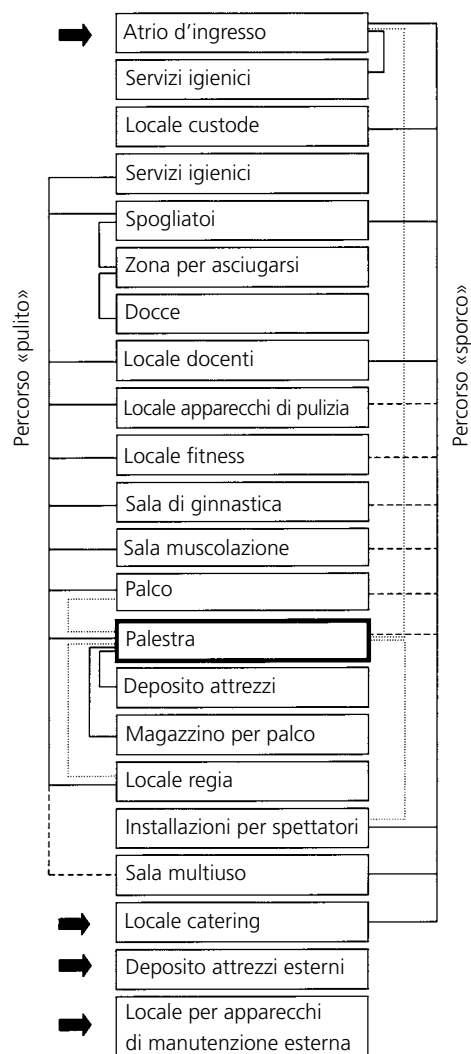 Atrio d'ingresso
Servizi igienici
Locale custode
Servizi igienici
Spogliatoi
Zona per asciugarsi
Docce
Locale docenti
Locale apparecchi di pulizia
Locale fitness
Sala di ginnastica
Sala muscolazione
Palco
Palestra
Deposito attrezzi
Magazzino per palco
Locale regia
Installazioni per spettatori
Sala multiuso
Locale catering
Deposito attrezzi esterni
Locale per apparecchi
di manutenzione esterna
Percorso «pulito»
Percorso «sporco»